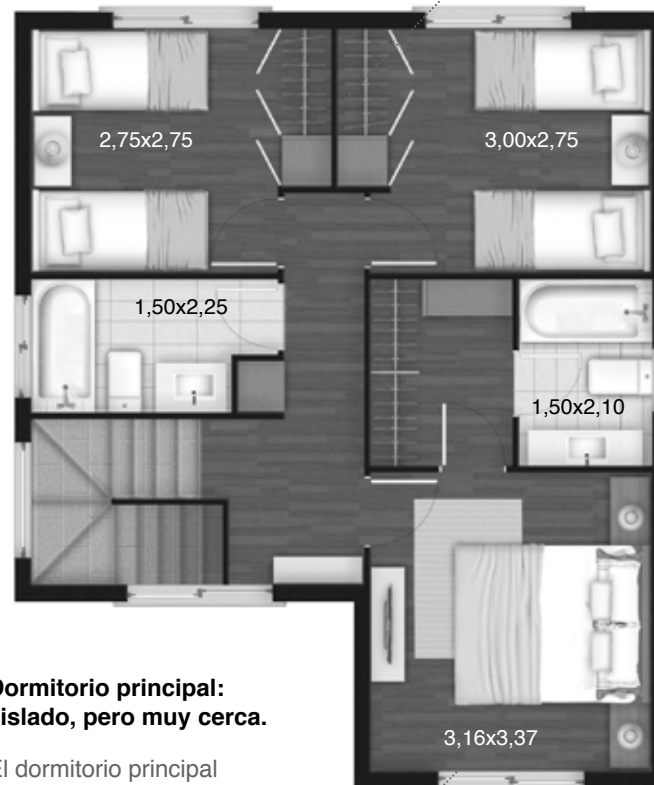 2,75x2,75
3,00x2,75
1,50x2,25
1,50x2,10
3,16x3,37
Dormitorio principal:
aislado, pero muy cerca.
El dormitorio principal